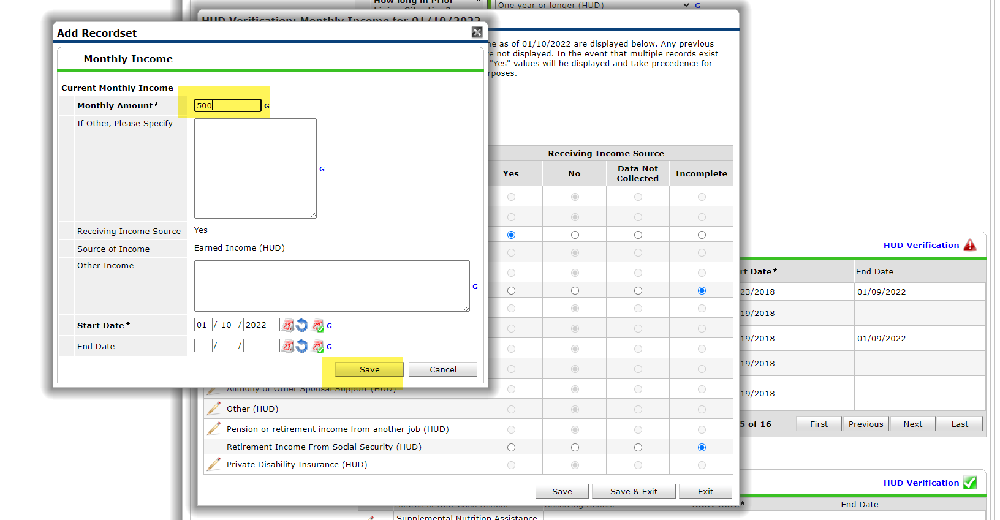 How long in Prior
Living Situation?
One year or longer (HUD)
G
HUD Verification: Monthly Income for 01/10/2022
Add Recordset
Monthly Income
me as of 01/10/2022 are displayed below. Any previous
e not displayed. In the event that multiple records exist
"Yes" values will be displayed and take precedence for
rposes.
Current Monthly Income
Monthly Amount*
500
G
If Other, Please Specify
G
Receiving Income Source
Yes
Source of Income
Earned Income (HUD)
Other Income
G
Start Date*
01 / 10 / 2022
G
End Date
/ /
G
Save
Cancel
Receiving Income Source
Yes
No
Data Not
Collected
Incomplete
Alimony or Other Spousal Support (HUD)
Other (HUD)
Pension or retirement income from another job (HUD)
Retirement Income From Social Security (HUD)
Private Disability Insurance (HUD)
Save
Save & Exit
Exit
HUD Verification
rt Date*
End Date
23/2018
01/09/2022
19/2018
19/2018
01/09/2022
19/2018
19/2018
5 of 16
First
Previous
Next
Last
HUD Verification
Source of Non-Cash Benefit
Receiving Benefit
Start Date*
End Date
Supplemental Nutrition Assistance